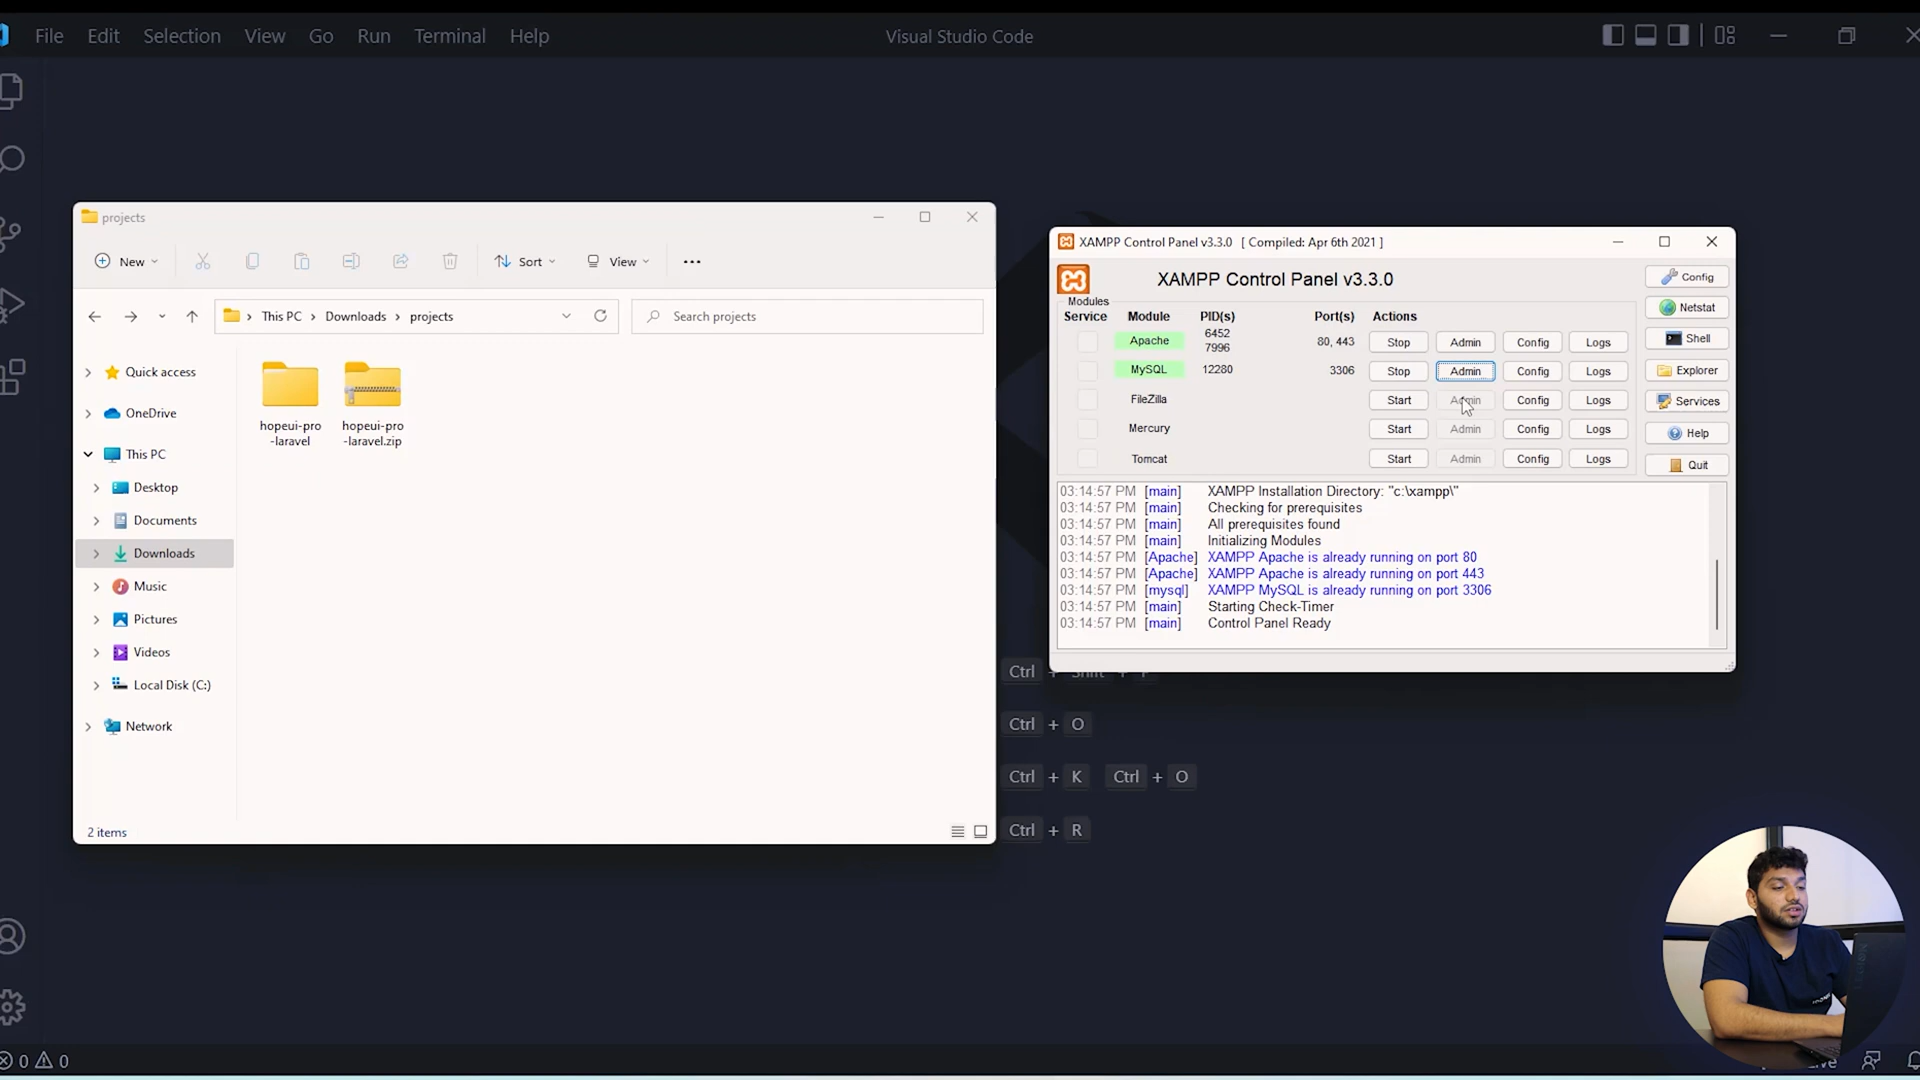 File Edit Selection View Go Run Terminal Help
Visual Studio Code
projects
New
Sort
View
This PC > Downloads > projects
Search projects
Quick access
OneDrive
This PC
Desktop
Documents
Downloads
Music
Pictures
Videos
Local Disk (C:)
Network
hopeui-pro
-laravel
hopeui-pro
-laravel.zip
2 items
XAMPP Control Panel v3.3.0 [ Compiled: Apr 6th 2021 ]
XAMPP Control Panel v3.3.0
Modules
Service Module PID(s) Port(s) Actions
Apache 6452
7996 80, 443 Stop Admin Config Logs
MySQL 12280 3306 Stop Admin Config Logs
FileZilla Start Admin Config Logs
Mercury Start Admin Config Logs
Tomcat Start Admin Config Logs
Config
Netstat
Shell
Explorer
Services
Help
Quit
03:14:57 PM [main] XAMPP Installation Directory: "c:\xampp\"
03:14:57 PM [main] Checking for prerequisites
03:14:57 PM [main] All prerequisites found
03:14:57 PM [main] Initializing Modules
03:14:57 PM [Apache] XAMPP Apache is already running on port 80
03:14:57 PM [Apache] XAMPP Apache is already running on port 443
03:14:57 PM [mysql] XAMPP MySQL is already running on port 3306
03:14:57 PM [main] Starting Check-Timer
03:14:57 PM [main] Control Panel Ready
Ctrl + Shift +
Ctrl + O
Ctrl + K Ctrl + O
Ctrl + R
0 0
Live